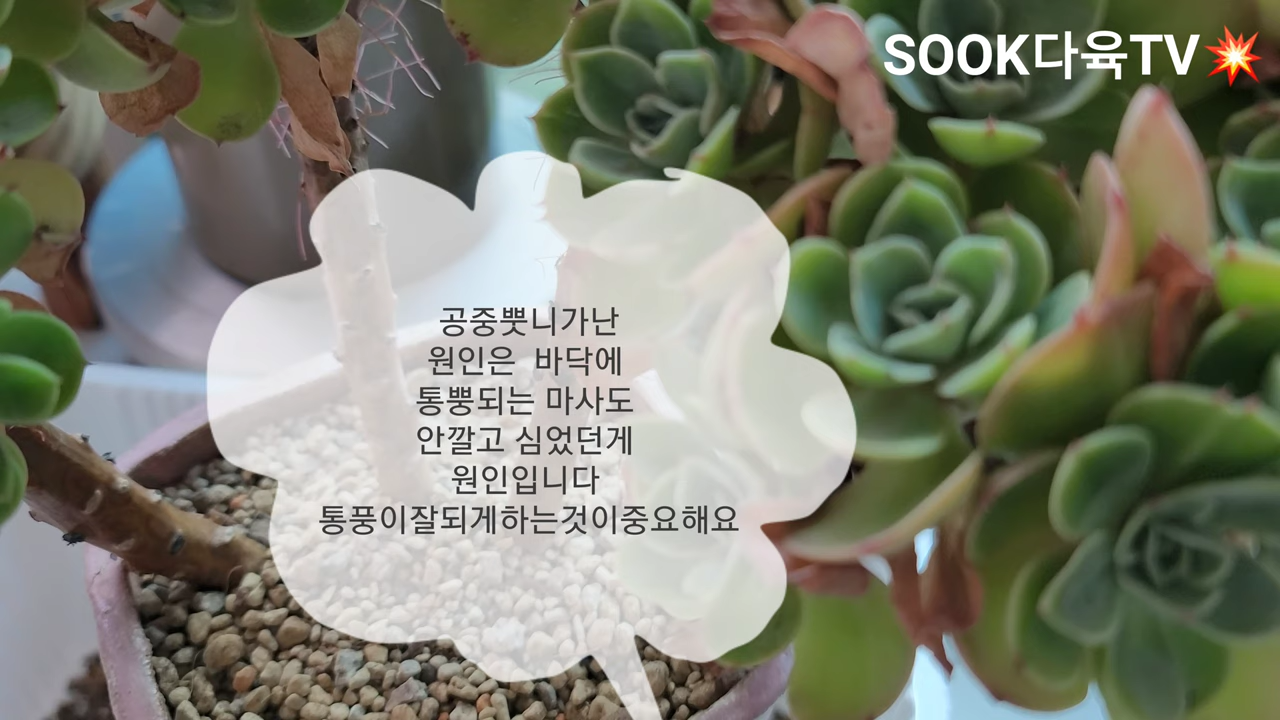 SOOK다육TV💥
공중뿟니가난
원인은 바닥에
통뿡되는 마사도
안깔고 심었던게
원인입니다
통풍이잘되게하는것이중요해요